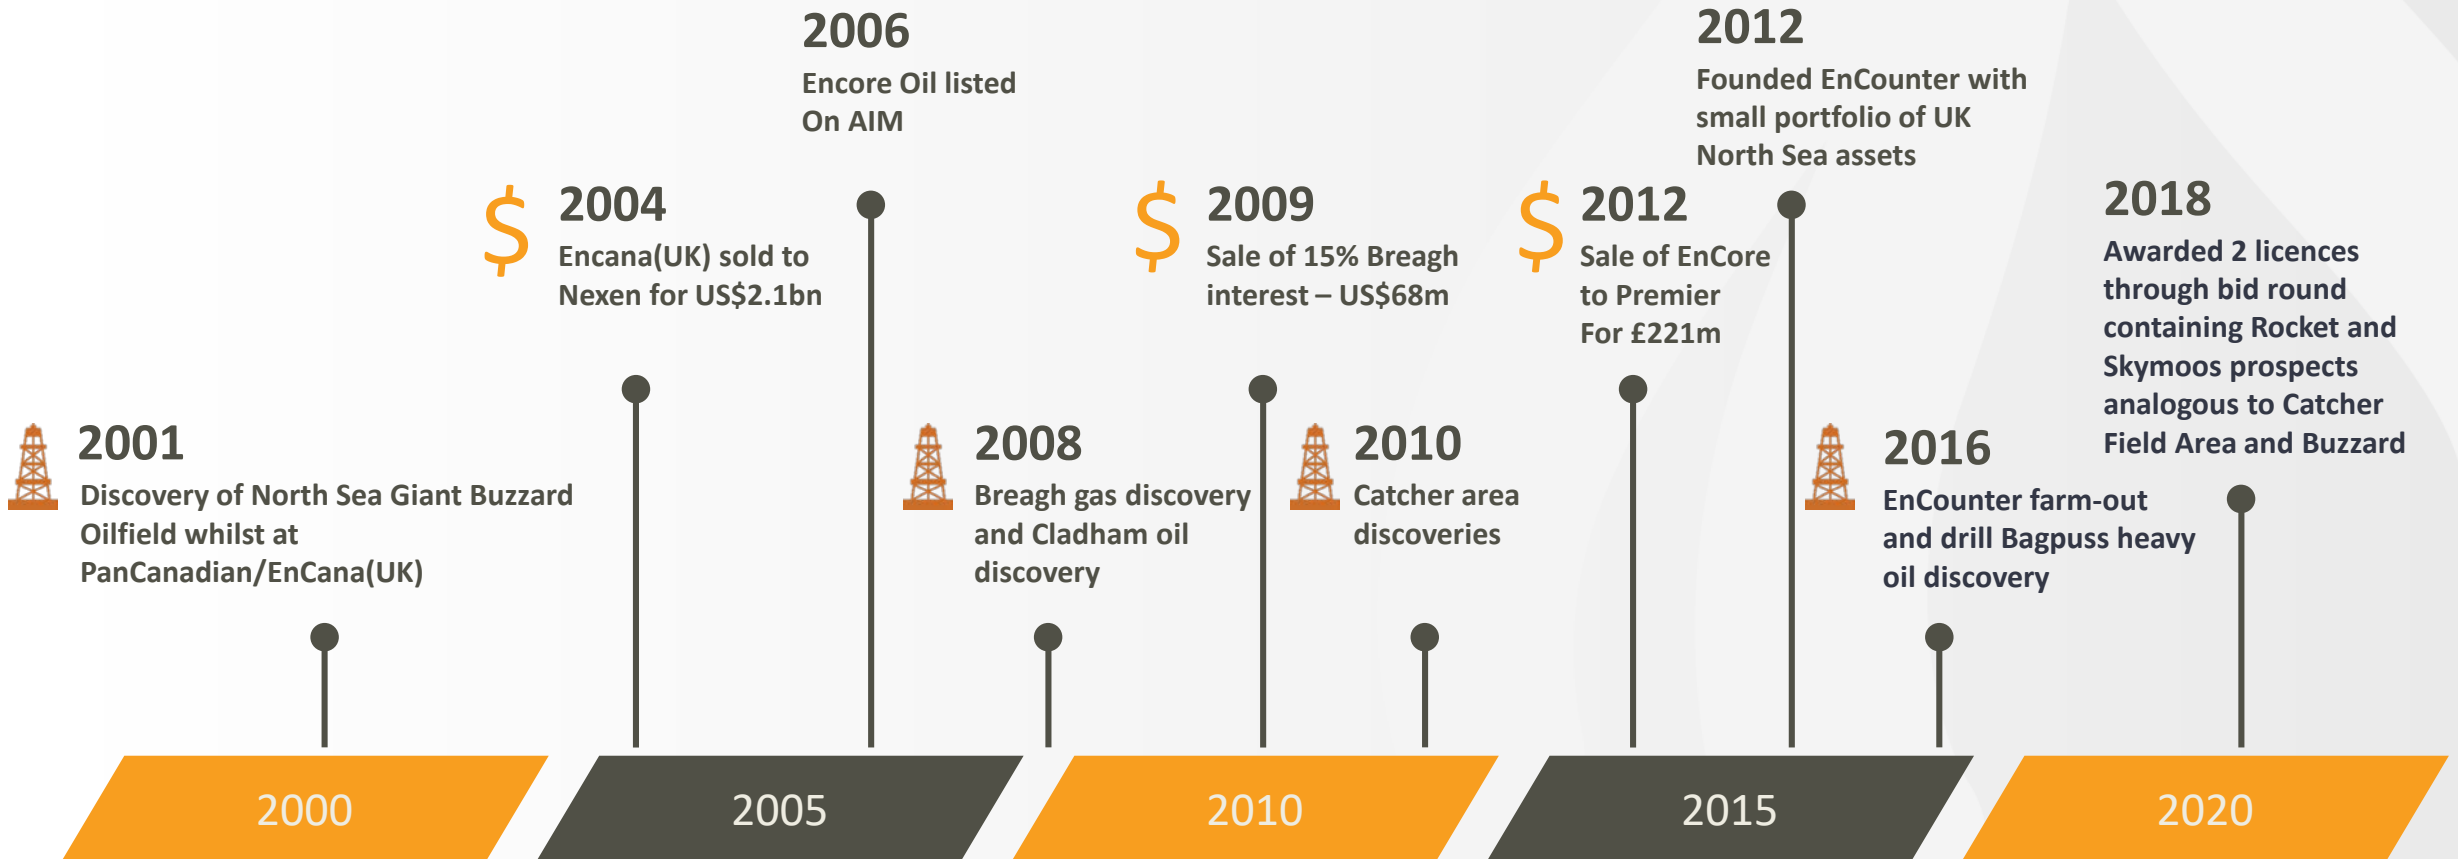 2001
Discovery of North Sea Giant Buzzard
Oilfield whilst at
PanCanadian/EnCana(UK)
$
2004
Encana(UK) sold to
Nexen for US$2.1bn
2006
Encore Oil listed
On AIM
2008
Breagh gas discovery
and Cladham oil
discovery
$
2009
Sale of 15% Breagh
interest – US$68m
2010
Catcher area
discoveries
$
2012
Sale of EnCore
to Premier
For £221m
2012
Founded EnCounter with
small portfolio of UK
North Sea assets
2016
EnCounter farm-out
and drill Bagpuss heavy
oil discovery
2018
Awarded 2 licences
through bid round
containing Rocket and
Skymoos prospects
analogous to Catcher
Field Area and Buzzard
2000
2005
2010
2015
2020